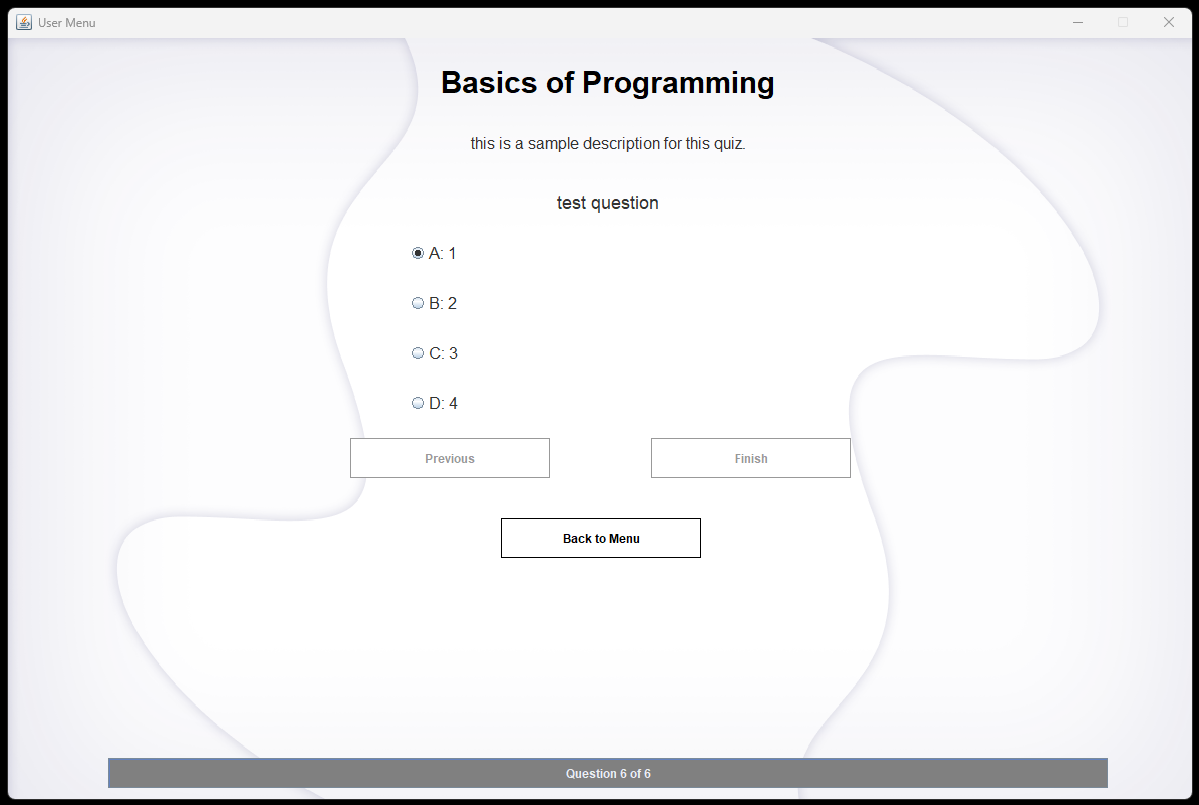 User Menu
Basics of Programming
this is a sample description for this quiz.
test question
A: 1
B: 2
C: 3
D: 4
Previous
Finish
Back to Menu
Question 6 of 6